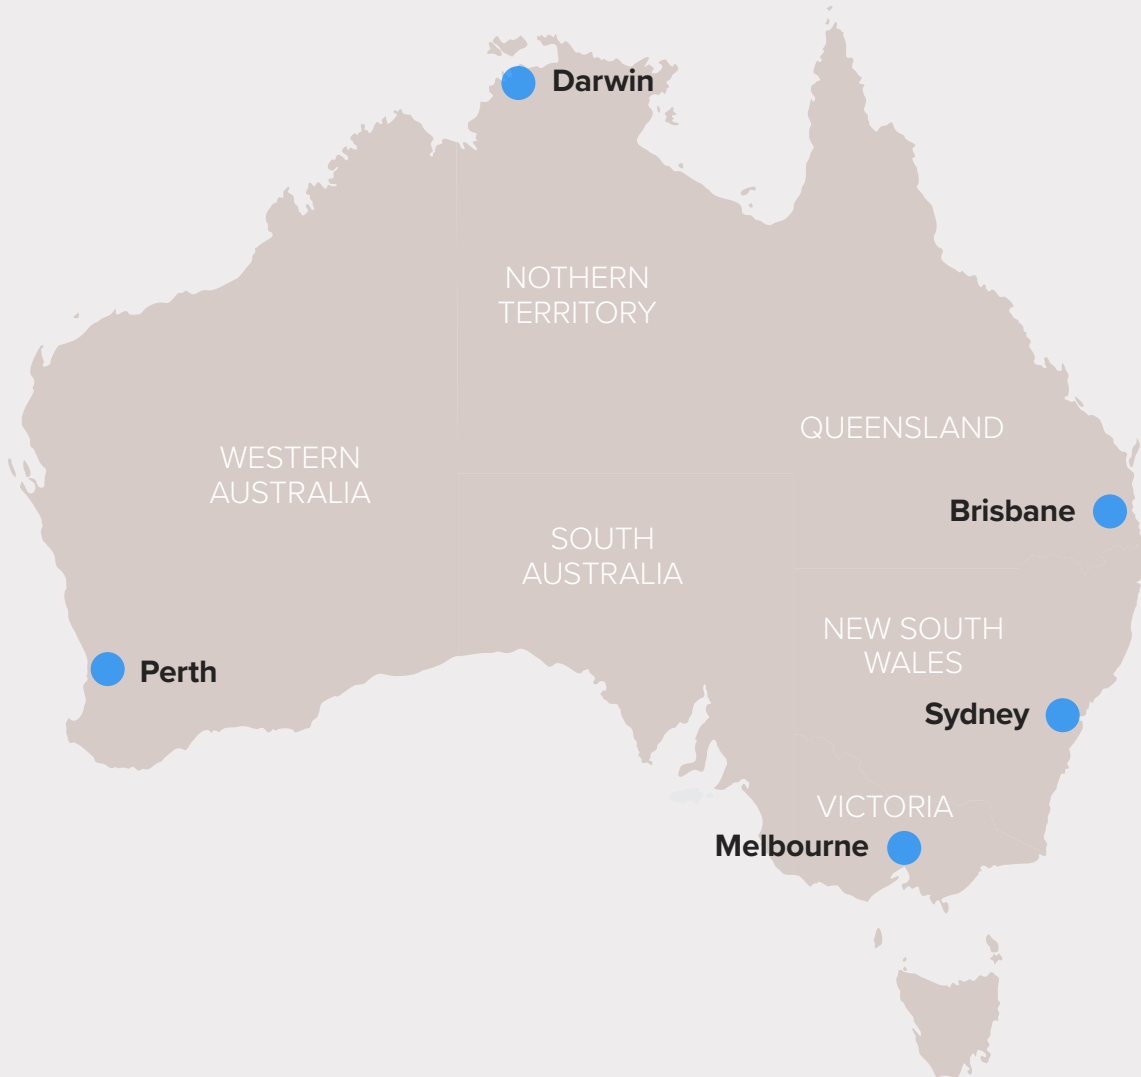 Darwin
NOTHERN
TERRITORY
QUEENSLAND
WESTERN
AUSTRALIA
Brisbane
SOUTH
AUSTRALIA
NEW SOUTH
WALES
Perth
Sydney
VICTORIA
Melbourne